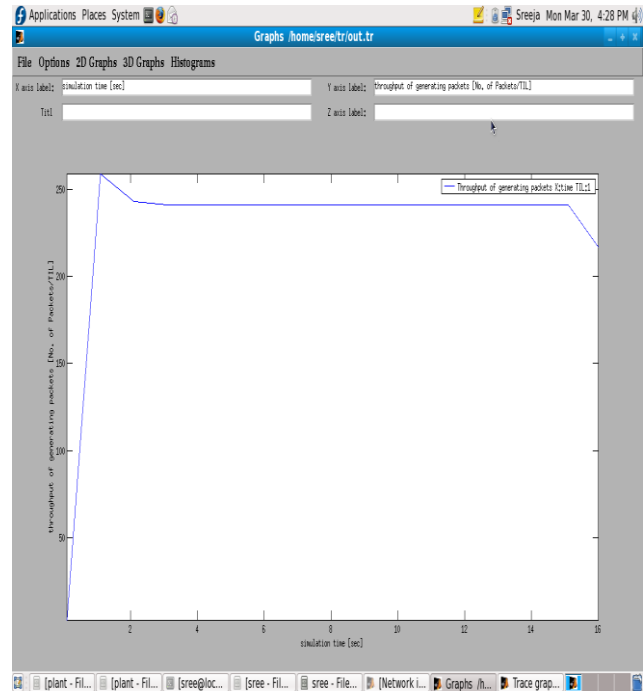 Applications Places System Sreeja Mon Mar 30, 4:28 PM
Graphs /home/sree/tr/out.tr
File Options 2D Graphs 3D Graphs Histograms
X axis label: simulation time [sec] Y axis label: throughput of generating packets [No. of Packets/TIL]
Titl Z axis label:
Throughput of generating packets X:time TIL:1
250
200
150
100
50
throughput of generating packets [No. of Packets/TIL]
2 4 6 8 10 12 14 16
simulation time [sec]
[plant - Fil... [plant - Fil... [sree@loc... [sree - Fil... sree - File... [Network i... Graphs /h... Trace grap...